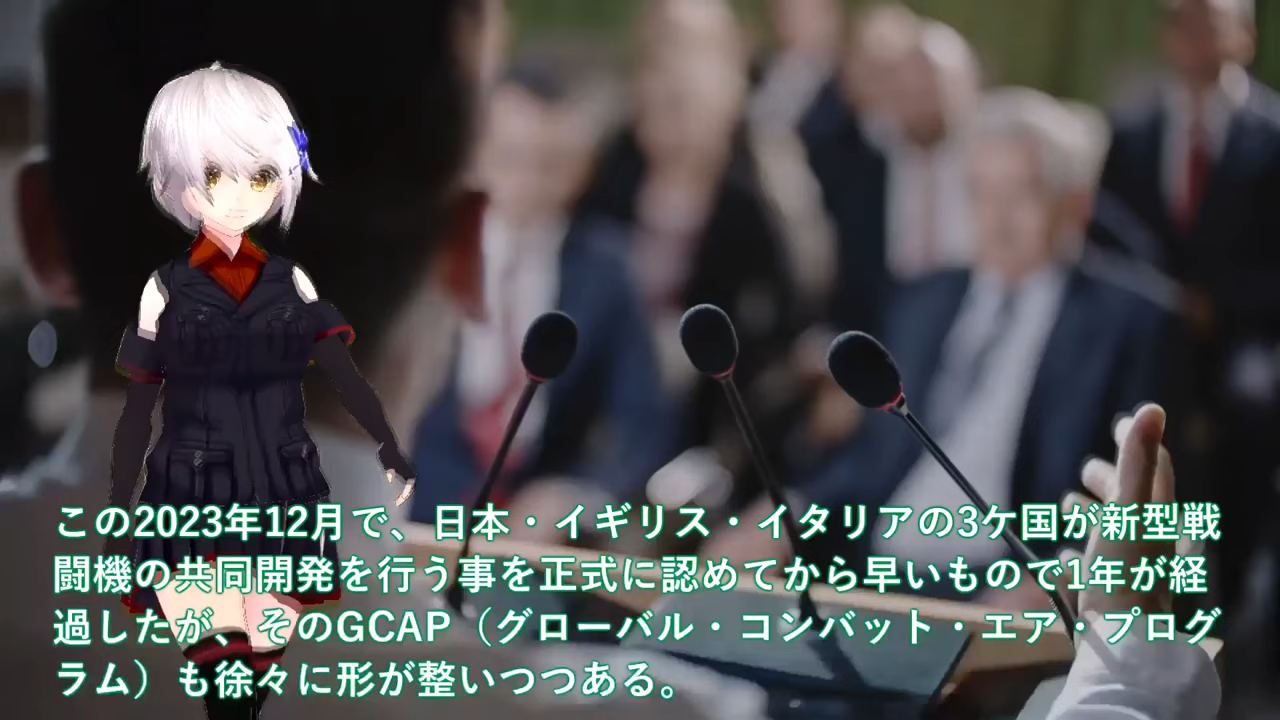 この2023年12月で、日本・イギリス・イタリアの3ケ国が新型戦
闘機の共同開発を行う事を正式に認めてから早いもので1年が経
過したが、そのGCAP（グローバル・コンバット・エア・プログ
ラム）も徐々に形が整いつつある。